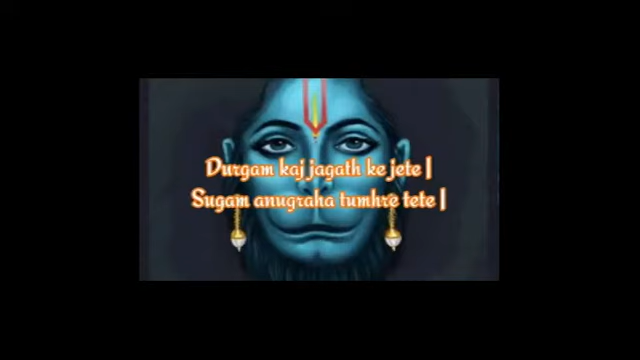 Durgam kaj jagath ke jete |
Sugam anugraha tumhre tete |